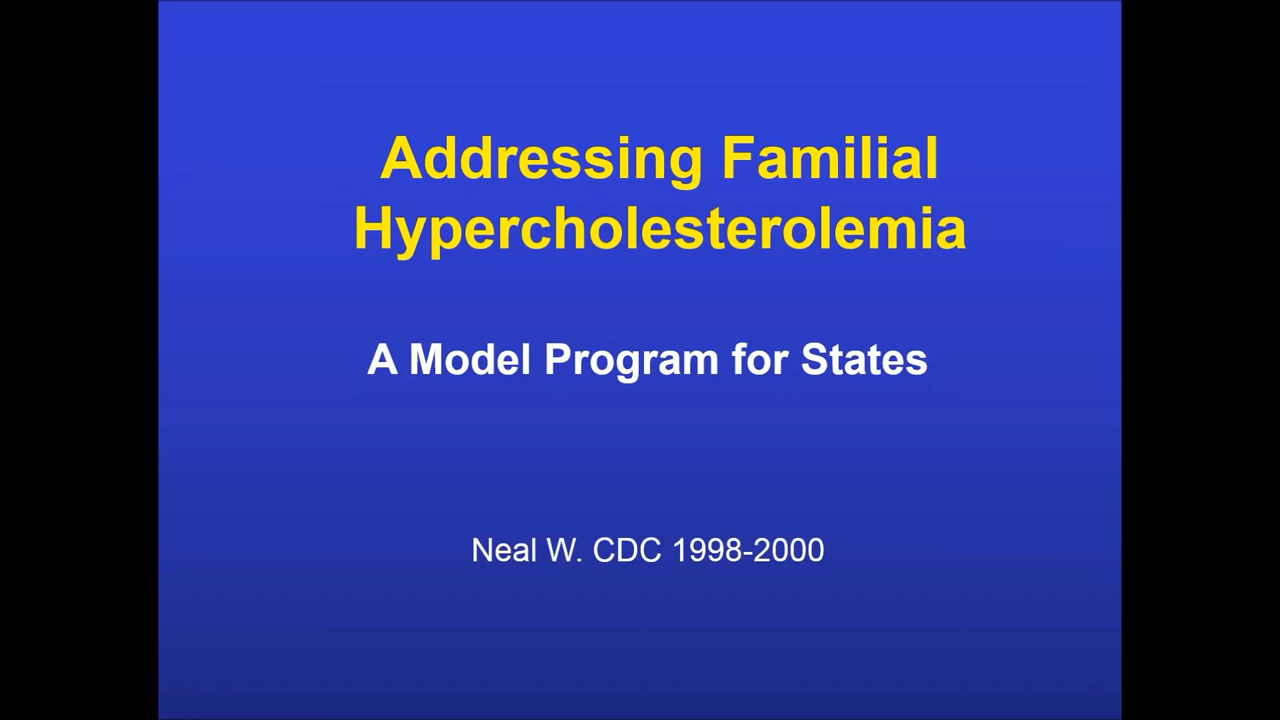 Addressing Familial
Hypercholesterolemia
A Model Program for States
Neal W. CDC 1998-2000